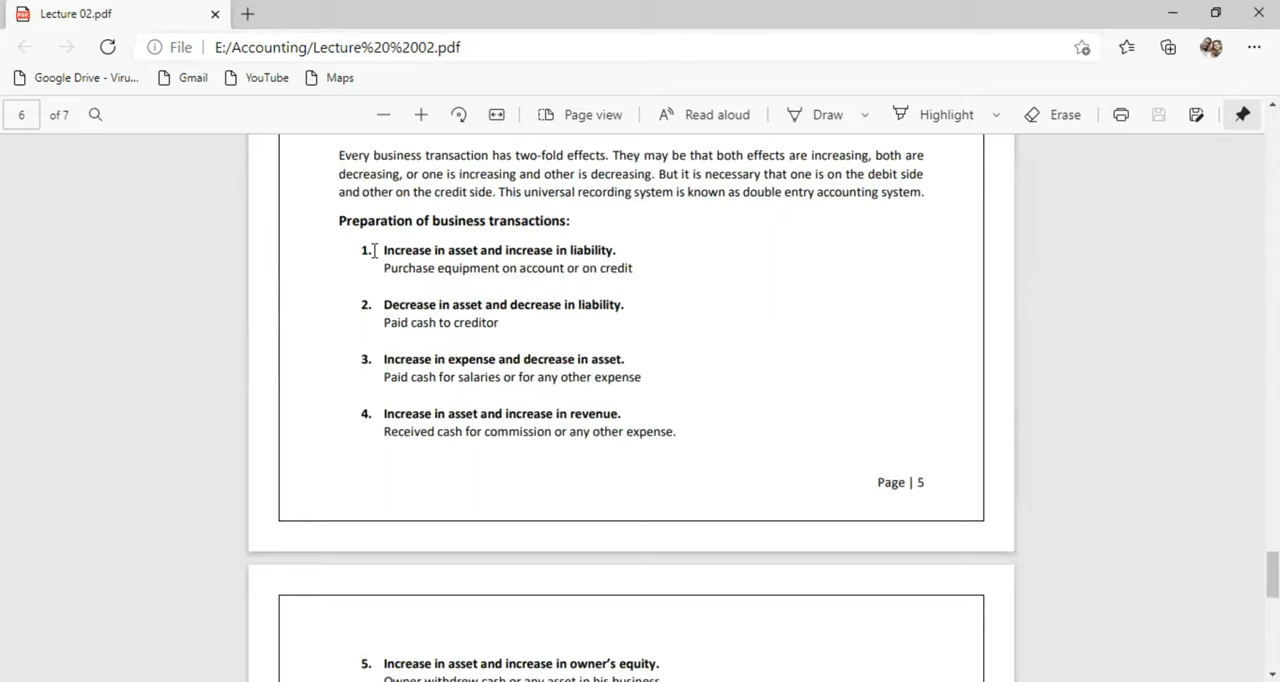 Lecture 02.pdf
File E:/Accounting/Lecture%20%2002.pdf
Google Drive - Viru... Gmail YouTube Maps
6 of 7 Page view Read aloud Draw Highlight Erase
Every business transaction has two-fold effects. They may be that both effects are increasing, both are
decreasing, or one is increasing and other is decreasing. But it is necessary that one is on the debit side
and other on the credit side. This universal recording system is known as double entry accounting system.
Preparation of business transactions:
1. Increase in asset and increase in liability.
Purchase equipment on account or on credit
2. Decrease in asset and decrease in liability.
Paid cash to creditor
3. Increase in expense and decrease in asset.
Paid cash for salaries or for any other expense
4. Increase in asset and increase in revenue.
Received cash for commission or any other expense.
Page | 5
5. Increase in asset and increase in owner's equity.
Owner withdrew cash or any asset in his business